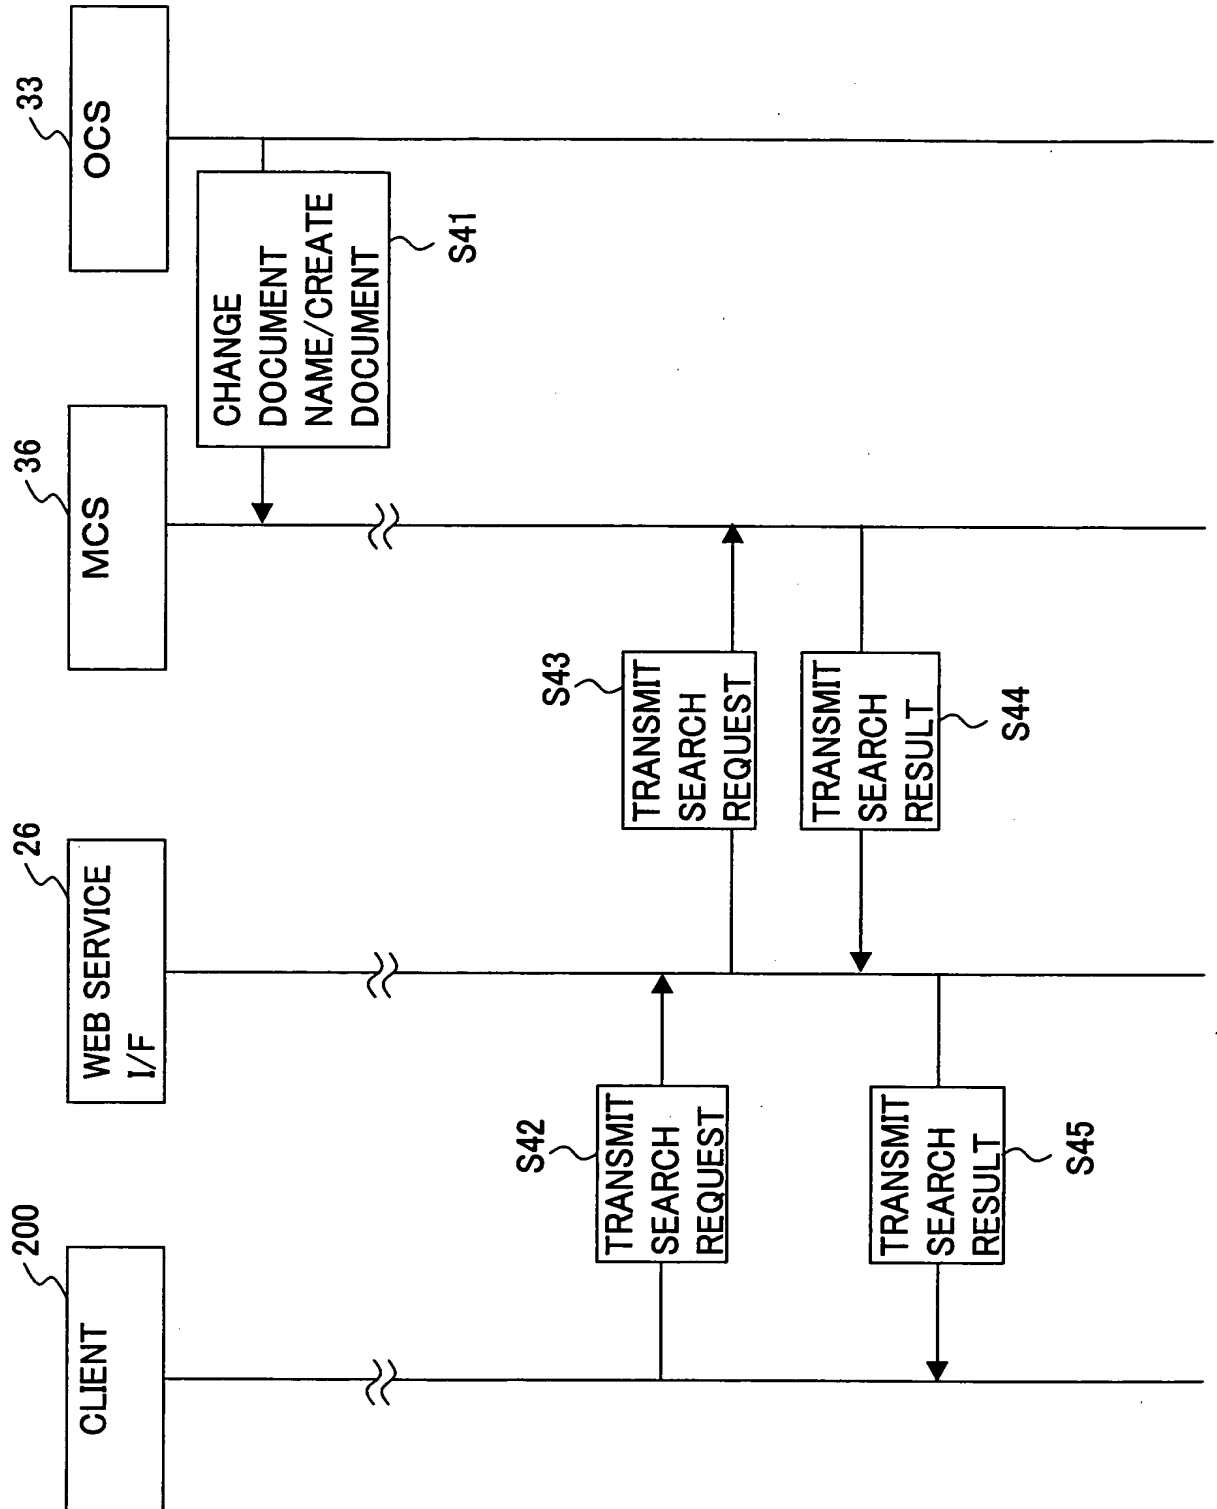 200
CLIENT
26
WEB SERVICE
I/F
36
MCS
33
OCS
CHANGE
DOCUMENT
NAME/CREATE
DOCUMENT
S41
S42
TRANSMIT
SEARCH
REQUEST
S43
TRANSMIT
SEARCH
REQUEST
TRANSMIT
SEARCH
RESULT
S44
TRANSMIT
SEARCH
RESULT
S45